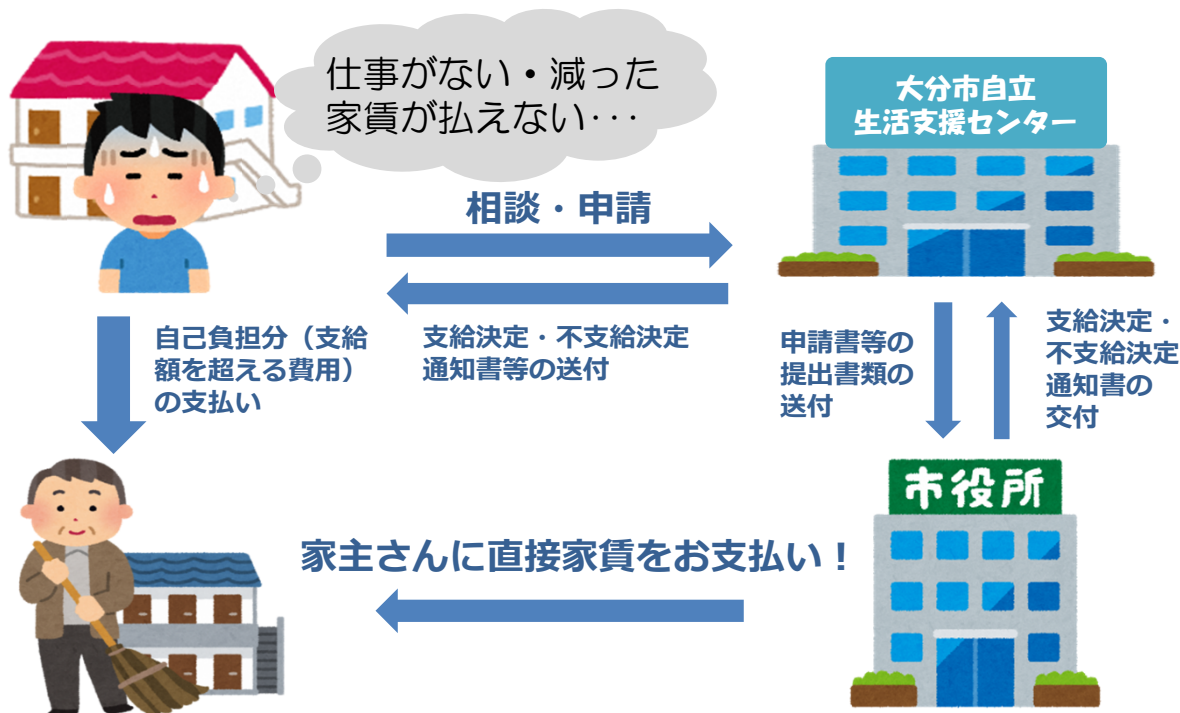 仕事がない・減った
家賃が払えない･･･
大分市自立
生活支援センター
相談・申請
自己負担分（支給
額を超える費用）
の支払い
支給決定・不支給決定
通知書等の送付
申請書等の
提出書類の
送付
支給決定・
不支給決定
通知書の
交付
市役所
家主さんに直接家賃をお支払い！